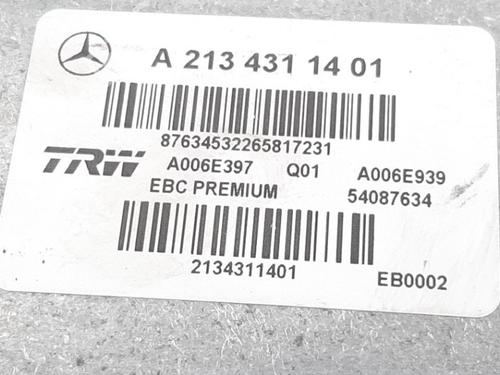 A 213 431 14 01
87634532265817231
TRW A006E397 Q01 A006E939
EBC PREMIUM 54087634
2134311401 EB0002